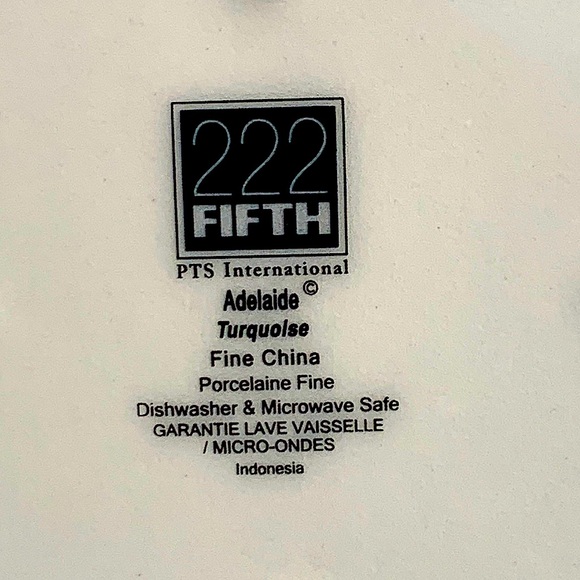 222
FIFTH
PTS International
Adelaide ©
Turquoise
Fine China
Porcelaine Fine
Dishwasher & Microwave Safe
GARANTIE LAVE VAISSELLE
/ MICRO-ONDES
Indonesia